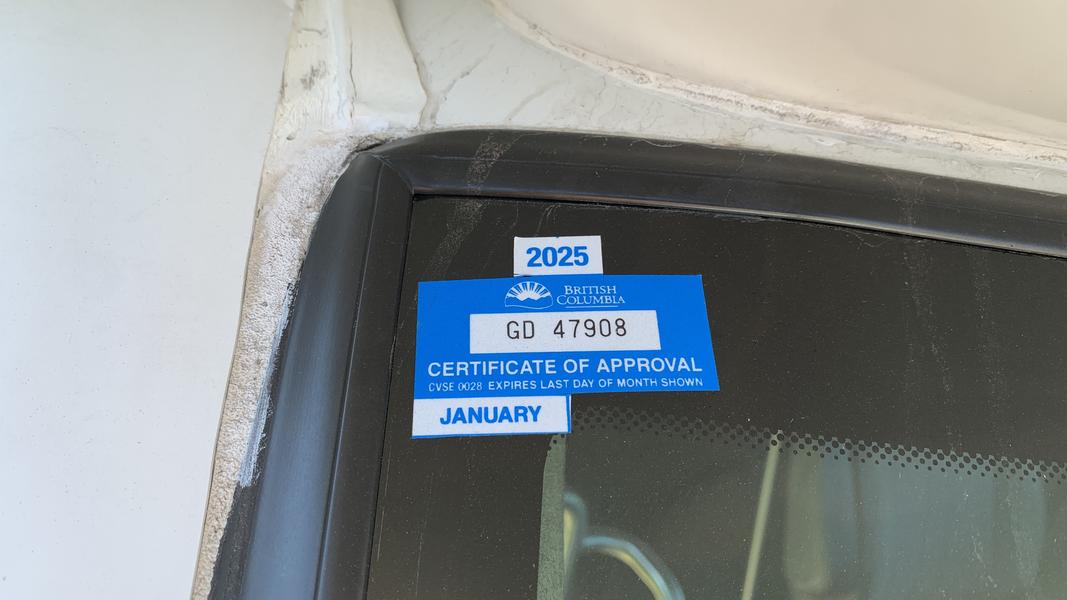 2025
BRITISH
COLUMBIA
GD 47908
CERTIFICATE OF APPROVAL
CVSE 0028 EXPIRES LAST DAY OF MONTH SHOWN
JANUARY